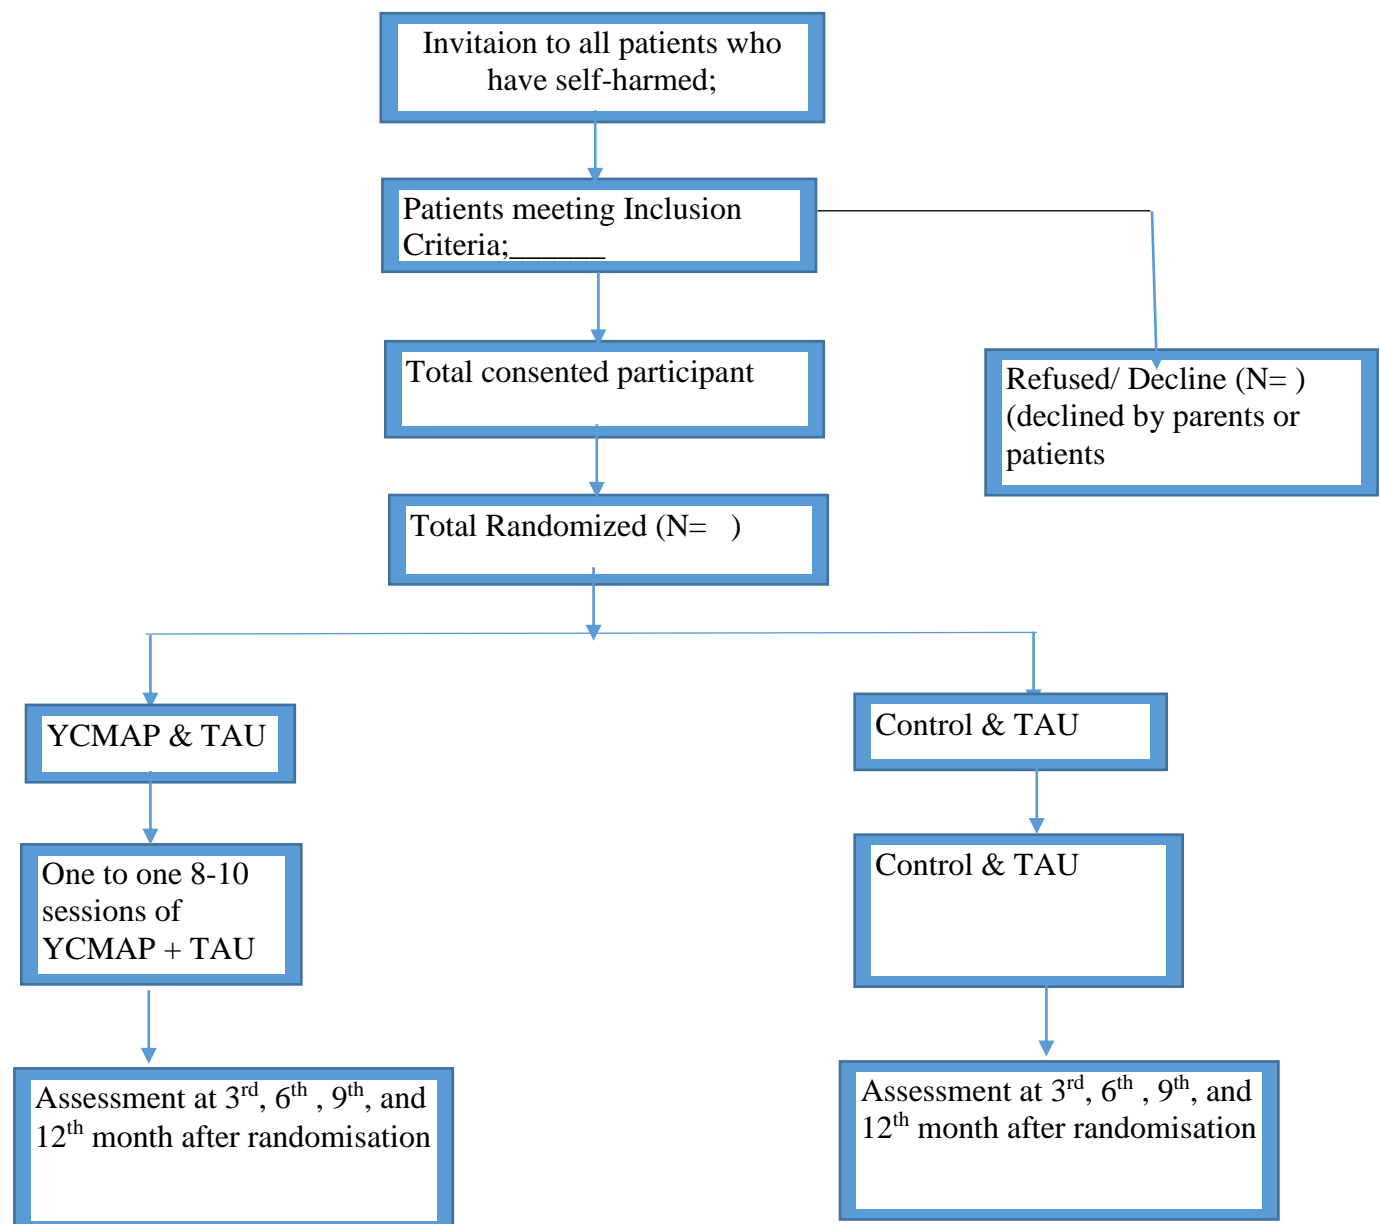 Invitaion to all patients who
have self-harmed;
Patients meeting Inclusion
Criteria;______
Total consented participant
Refused/ Decline (N= )
(declined by parents or
patients
Total Randomized (N=   )
YCMAP & TAU
Control & TAU
One to one 8-10
sessions of
YCMAP + TAU
Control & TAU
Assessment at 3rd, 6th , 9th, and
12th month after randomisation
Assessment at 3rd, 6th , 9th, and
12th month after randomisation